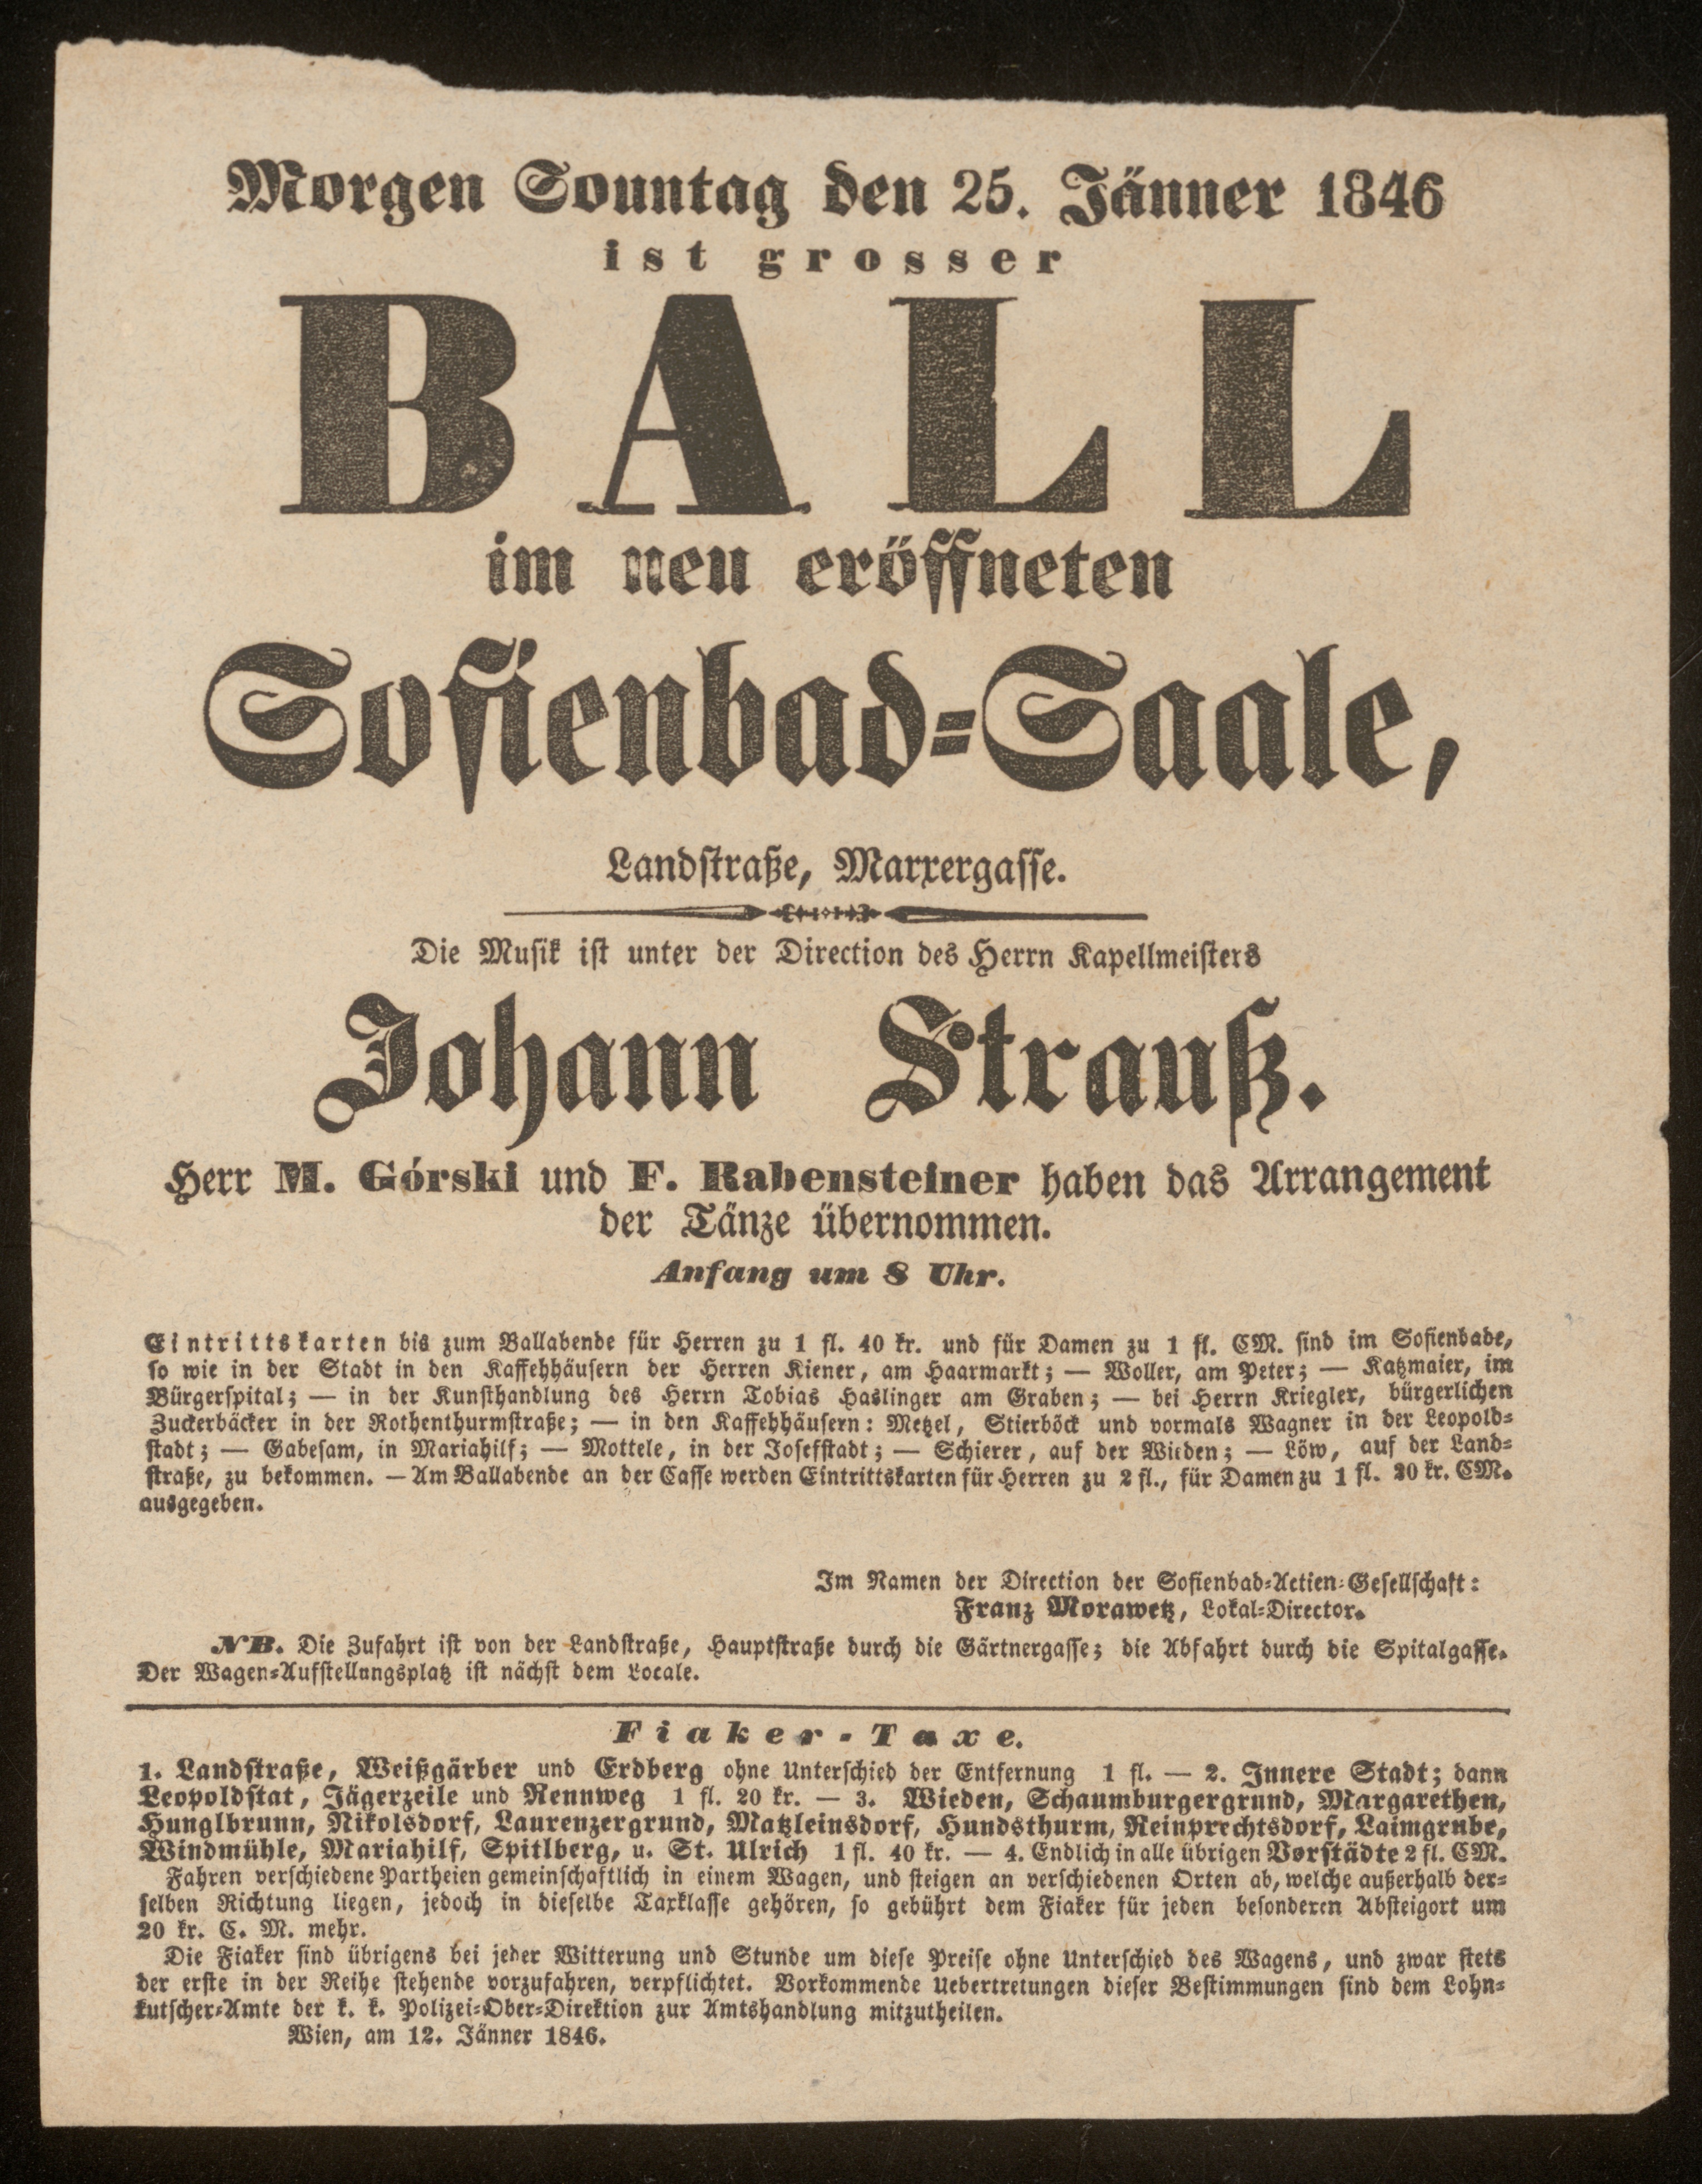 Morgen Sonntag den 25. Jänner 1846
ist grosser
BALL
im neu eröffneten
Sofienbad=Saale,
Landstraße, Marxergasse.
Die Musik ist unter der Direction des Herrn Kapellmeisters
Johann Strauß.
Herr M. Górski und F. Rabensteiner haben das Arrangement
der Tänze übernommen.
Anfang um 8 Uhr.
Eintrittskarten bis zum Ballabende für Herren zu 1 fl. 40 kr. und für Damen zu 1 fl. CM. sind im Sofienbade,
so wie in der Stadt in den Kaffehhäusern der Herren Kiener, am Haarmarkt; — Woller, am Peter; — Katzmaier, im
Bürgerspital; — in der Kunsthandlung des Herrn Tobias Haslinger am Graben; — bei Herrn Kriegler, bürgerlichen
Zuckerbäcker in der Rothenthurmstraße; — in den Kaffehhäusern: Metzel, Stierböck und vormals Wagner in der Leopold=
stadt; — Gabesam, in Mariahilf; — Mottele, in der Josefstadt; — Schierer, auf der Wieden; — Löw, auf der Land=
straße, zu bekommen. — Am Ballabende an der Casse werden Eintrittskarten für Herren zu 2 fl., für Damen zu 1 fl. 20 kr. CM.
ausgegeben.
Im Namen der Direction der Sofienbad=Actien=Gesellschaft:
Franz Morawetz, Lokal=Director.
NB. Die Zufahrt ist von der Landstraße, Hauptstraße durch die Gärtnergasse; die Abfahrt durch die Spitalgasse.
Der Wagen=Aufstellungsplatz ist nächst dem Locale.
Fiaker-Taxe.
1. Landstraße, Weißgärber und Erdberg ohne Unterschied der Entfernung 1 fl. — 2. Innere Stadt; dann
Leopoldstat, Jägerzeile und Rennweg 1 fl. 20 kr. — 3. Wieden, Schaumburgergrund, Margarethen,
Hunglbrunn, Nikolsdorf, Laurenzergrund, Matzleinsdorf, Hundsthurm, Reinprechtsdorf, Laimgrube,
Windmühle, Mariahilf, Spitlberg, u. St. Ulrich 1 fl. 40 kr. — 4. Endlich in alle übrigen Vorstädte 2 fl. CM.
Fahren verschiedene Partheien gemeinschaftlich in einem Wagen, und steigen an verschiedenen Orten ab, welche außerhalb der=
selben Richtung liegen, jedoch in dieselbe Taxklasse gehören, so gebührt dem Fiaker für jeden besonderen Absteigort um
20 kr. C. M. mehr.
Die Fiaker sind übrigens bei jeder Witterung und Stunde um diese Preise ohne Unterschied des Wagens, und zwar stets
der erste in der Reihe stehende vorzufahren, verpflichtet. Vorkommende Uebertretungen dieser Bestimmungen sind dem Lohn=
kutscher=Amte der k. k. Polizei=Ober=Direktion zur Amtshandlung mitzutheilen.
Wien, am 12. Jänner 1846.